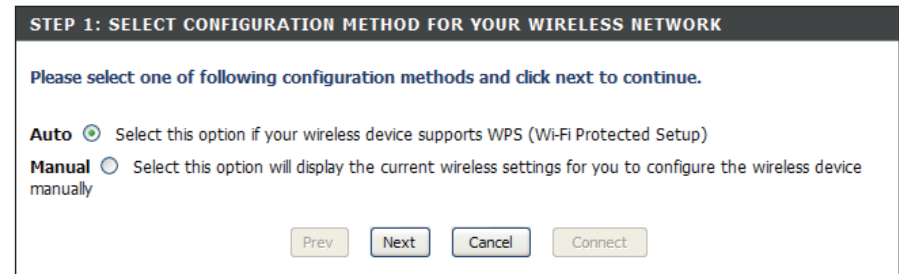 STEP 1: SELECT CONFIGURATION METHOD FOR YOUR WIRELESS NETWORK
Please select one of following configuration methods and click next to continue.
Auto Select this option if your wireless device supports WPS (Wi-Fi Protected Setup)
Manual Select this option will display the current wireless settings for you to configure the wireless device
manually
Prev Next Cancel Connect